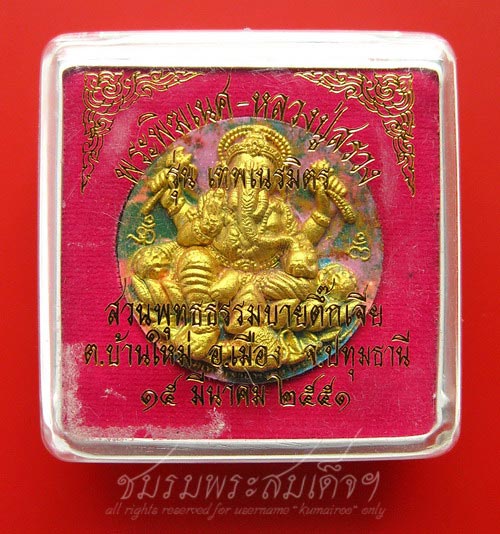 พระพิฆเนศ-หลวงปู่สรวง
รุ่น เทพเนรมิตร
สวนพุทธธรรมบายตึ๊กเจีย
ต.บ้านใหม่ อ.เมือง จ.ปทุมธานี
๑๕ มีนาคม ๒๕๕๑
ชมรมพระสมเด็จฯ
all rights reserved for username "kumairee" only